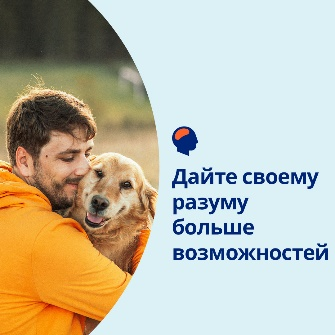 Дайте своему
разуму
больше
возможностей